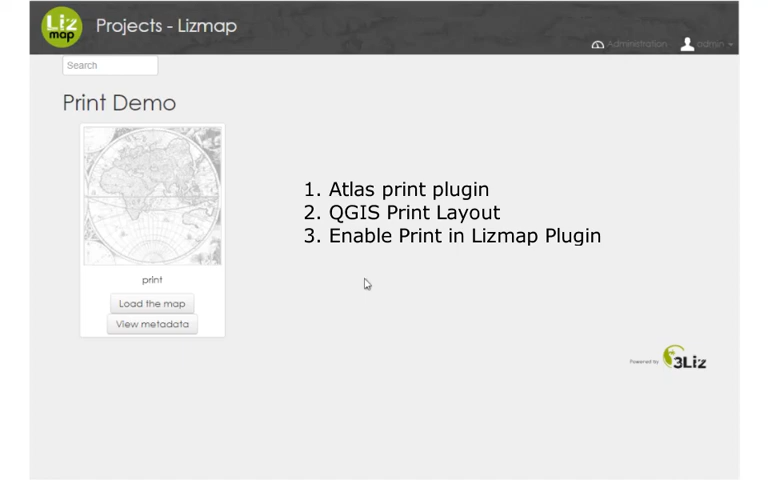 Liz
map
Projects - Lizmap
Administration
admin
Search
Print Demo
1. Atlas print plugin
2. QGIS Print Layout
3. Enable Print in Lizmap Plugin
print
Load the map
View metadata
Powered by
3Liz